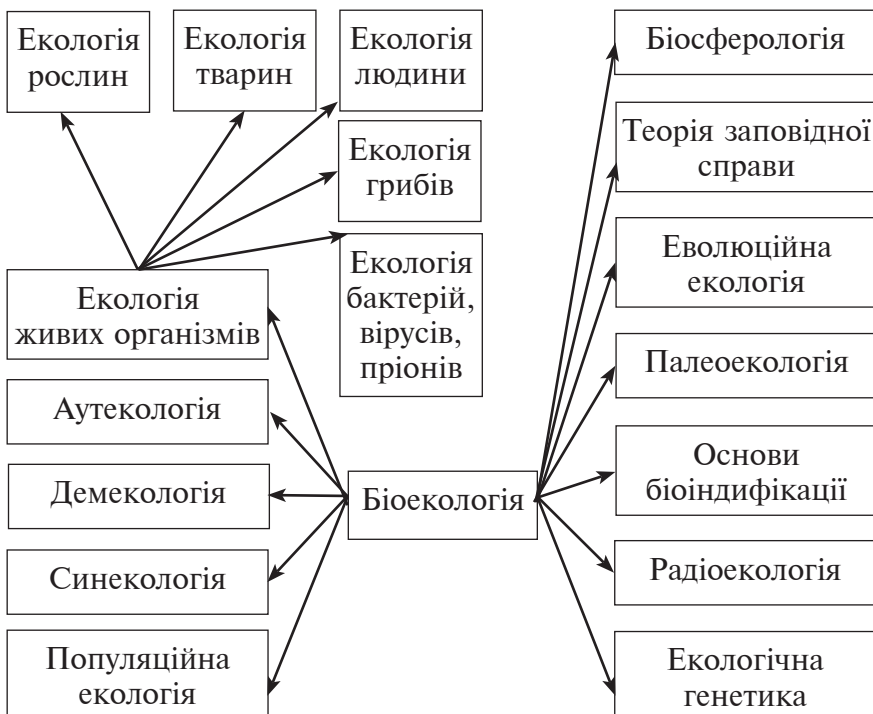 Екологія
рослин
Екологія
тварин
Екологія
людини
Екологія
грибів
Екологія
бактерій,
вірусів,
пріонів
Екологія
живих організмів
Аутекологія
Демекологія
Синекологія
Популяційна
екологія
Біоекологія
Біосферологія
Теорія заповідної
справи
Еволюційна
екологія
Палеоекологія
Основи
біоіндифікації
Радіоекологія
Екологічна
генетика